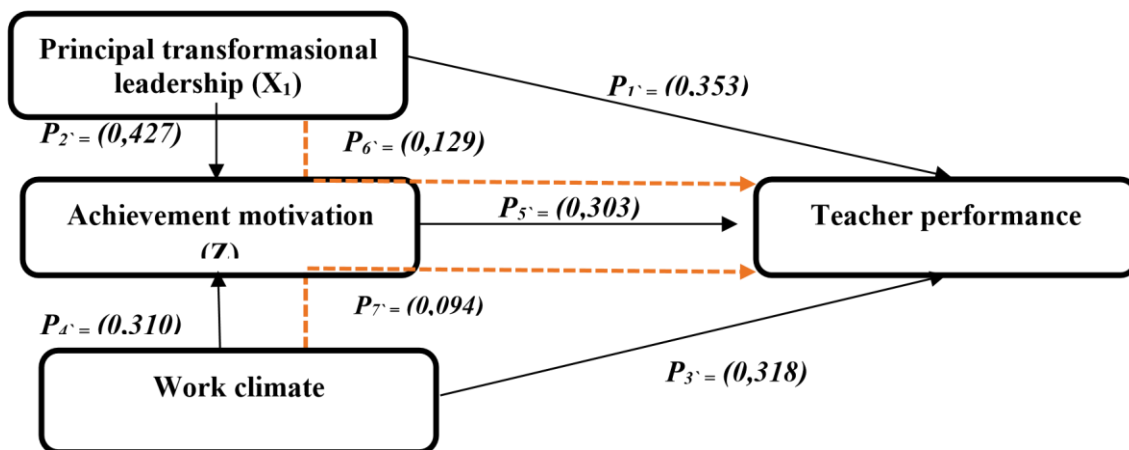 Principal transformasional
leadership (X₁)
P₁` = (0,353)
P₂` = (0,427)
P₆` = (0,129)
Achievement motivation
(Z)
P₅` = (0,303)
Teacher performance
P₇` = (0,094)
P₄` = (0.310)
Work climate
P₃` = (0,318)